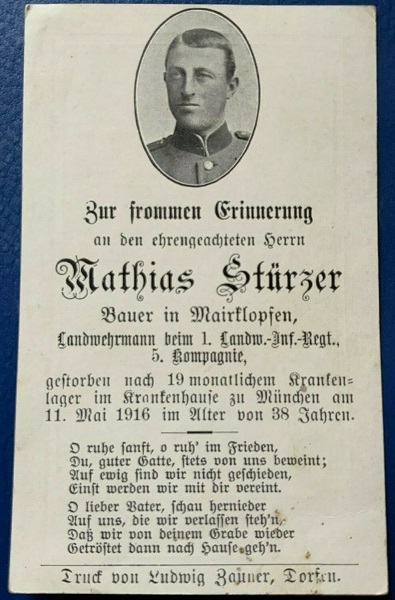 Zur frommen Erinnerung
an den ehrengeachteten Herrn
Mathias Stürzer
Bauer in Mairklopfen,
Landwehrmann beim 1. Landw.-Inf.-Regt.,
5. Kompagnie,
gestorben nach 19 monatlichem Kranken-
lager im Krankenhause zu München am
11. Mai 1916 im Alter von 38 Jahren.
O ruhe sanft, o ruh' im Frieden,
Du, guter Gatte, stets von uns beweint;
Auf ewig sind wir nicht geschieden,
Einst werden wir mit dir vereint.
O lieber Vater, schau hernieder
Auf uns, die wir verlassen steh'n,
Daß wir von deinem Grabe wieder
Getröstet dann nach Hause geh'n.
Druck von Ludwig Zauner, Dorfen.